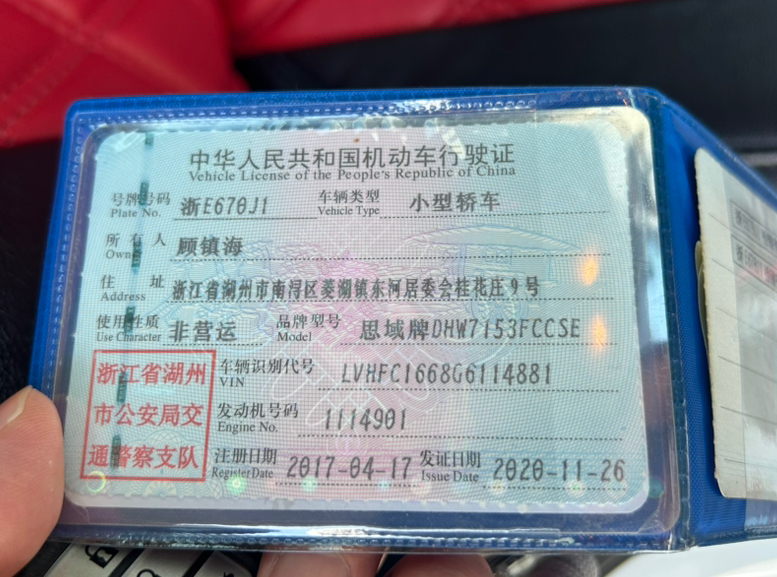 中华人民共和国机动车行驶证
Vehicle License of the People's Republic of China
号牌号码 浙E670J1 车辆类型 小型轿车
Plate No. Vehicle Type
所有人 顾镇海
Owner
住址 浙江省湖州市南浔区菱湖镇东河居委会桂花庄9号
Address
使用性质 非营运 品牌型号 思域牌DHW7153FCCSE
Use Character Model
浙江省湖州
市公安局交
通警察支队
车辆识别代号 LVHFC1668G6114881
VIN
发动机号码 1114901
Engine No.
注册日期 2017-04-17 发证日期 2020-11-26
Register Date Issue Date